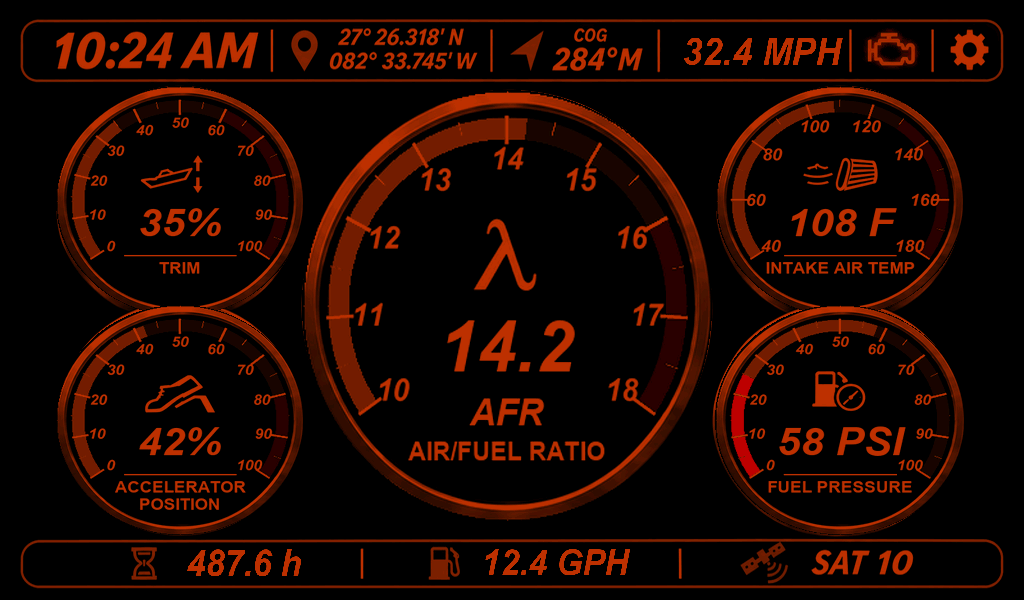 10:24 AM
27° 26.318' N
082° 33.745' W
COG
284°M
32.4 MPH
0 10 20 30 40 50 60 70 80 90 100
35%
TRIM
10 11 12 13 14 15 16 17 18
λ
14.2
AFR
AIR/FUEL RATIO
40 60 80 100 120 140 160 180
108 F
INTAKE AIR TEMP
0 10 20 30 40 50 60 70 80 90 100
42%
ACCELERATOR
POSITION
0 10 20 30 40 50 60 70 80 90 100
58 PSI
FUEL PRESSURE
487.6 h
12.4 GPH
SAT 10